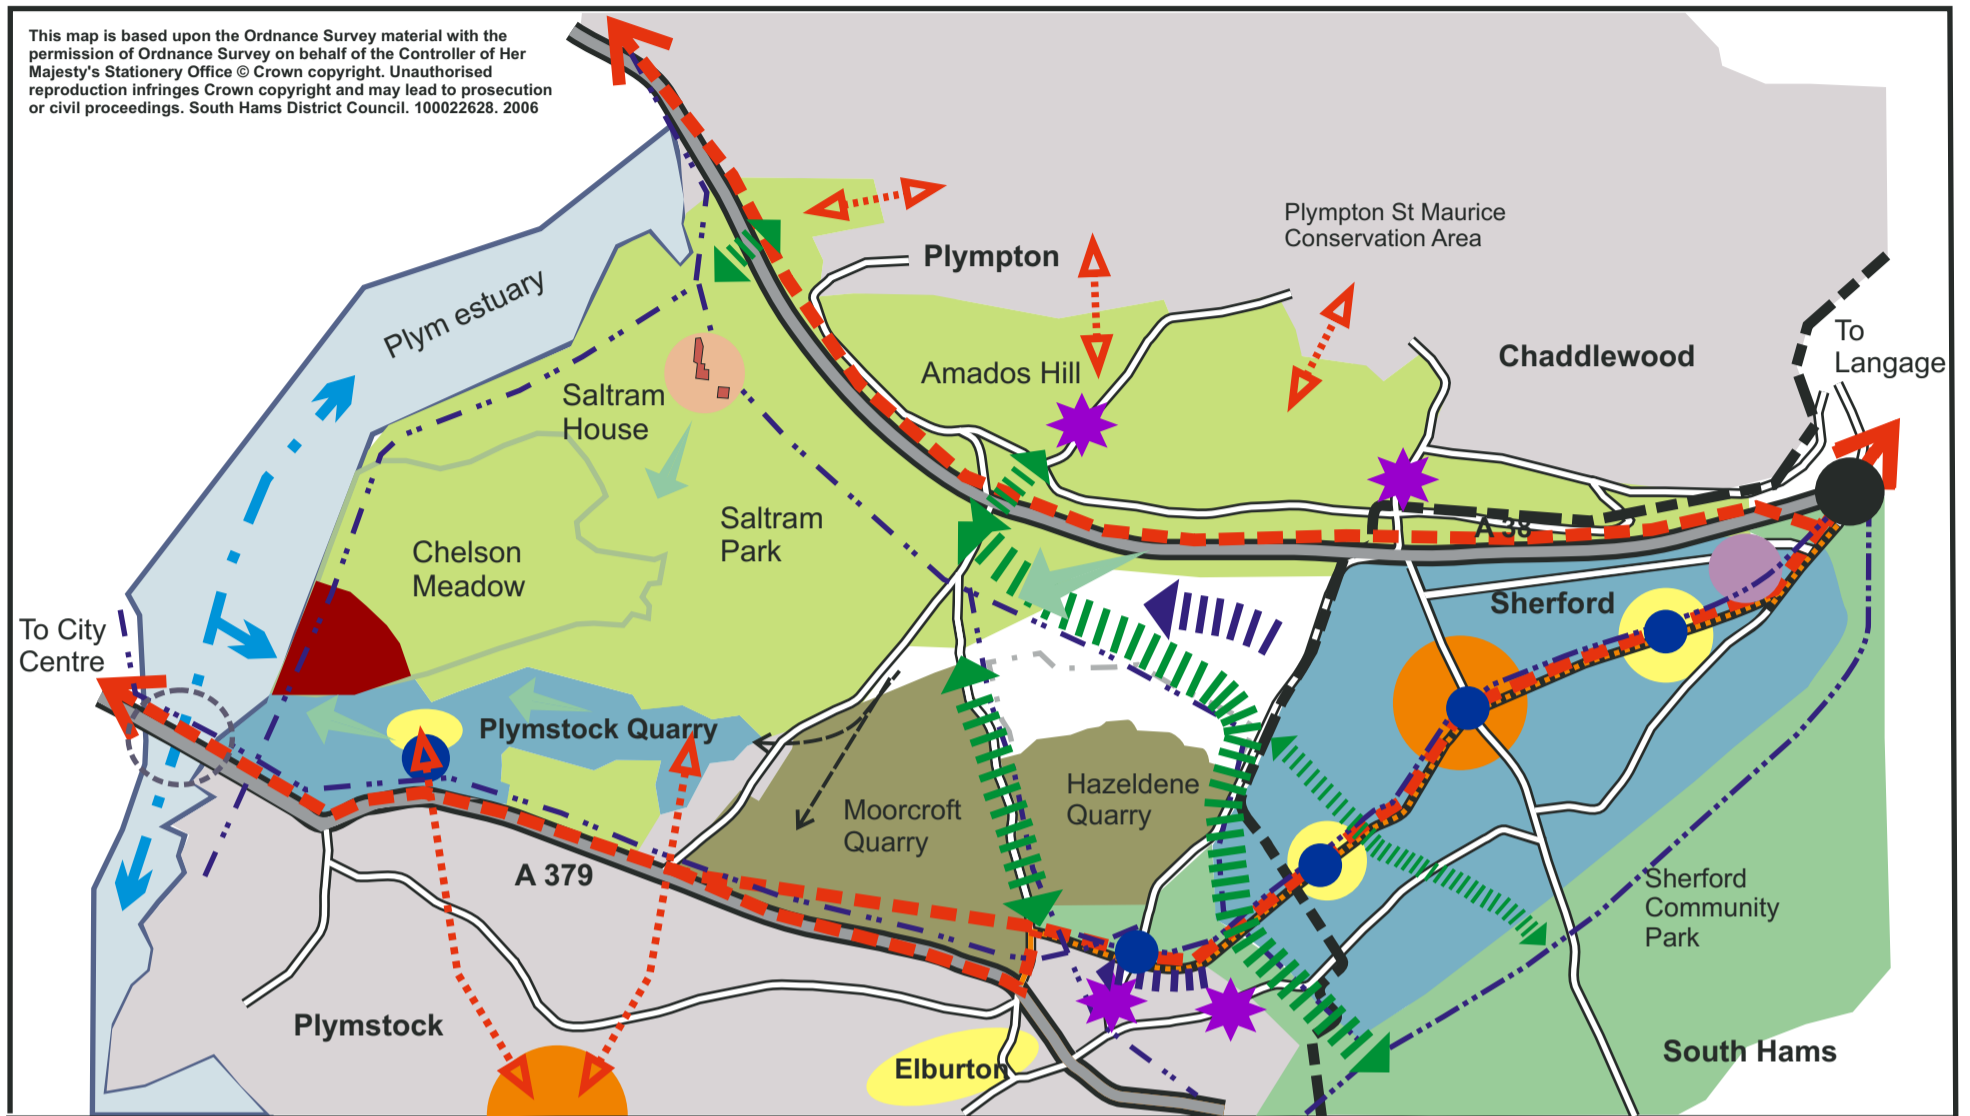 This map is based upon the Ordnance Survey material with the
permission of Ordnance Survey on behalf of the Controller of Her
Majesty's Stationery Office © Crown copyright. Unauthorised
reproduction infringes Crown copyright and may lead to prosecution
or civil proceedings. South Hams District Council. 100022628. 2006
Plympton St Maurice
Conservation Area
Plympton
Plym estuary
To
Langage
Chaddlewood
Amados Hill
Saltram
House
Saltram
Park
A 38
Chelson
Meadow
Sherford
To City
Centre
Plymstock Quarry
Hazeldene
Quarry
Moorcroft
Quarry
A 379
Sherford
Community
Park
Plymstock
South Hams
Elburton